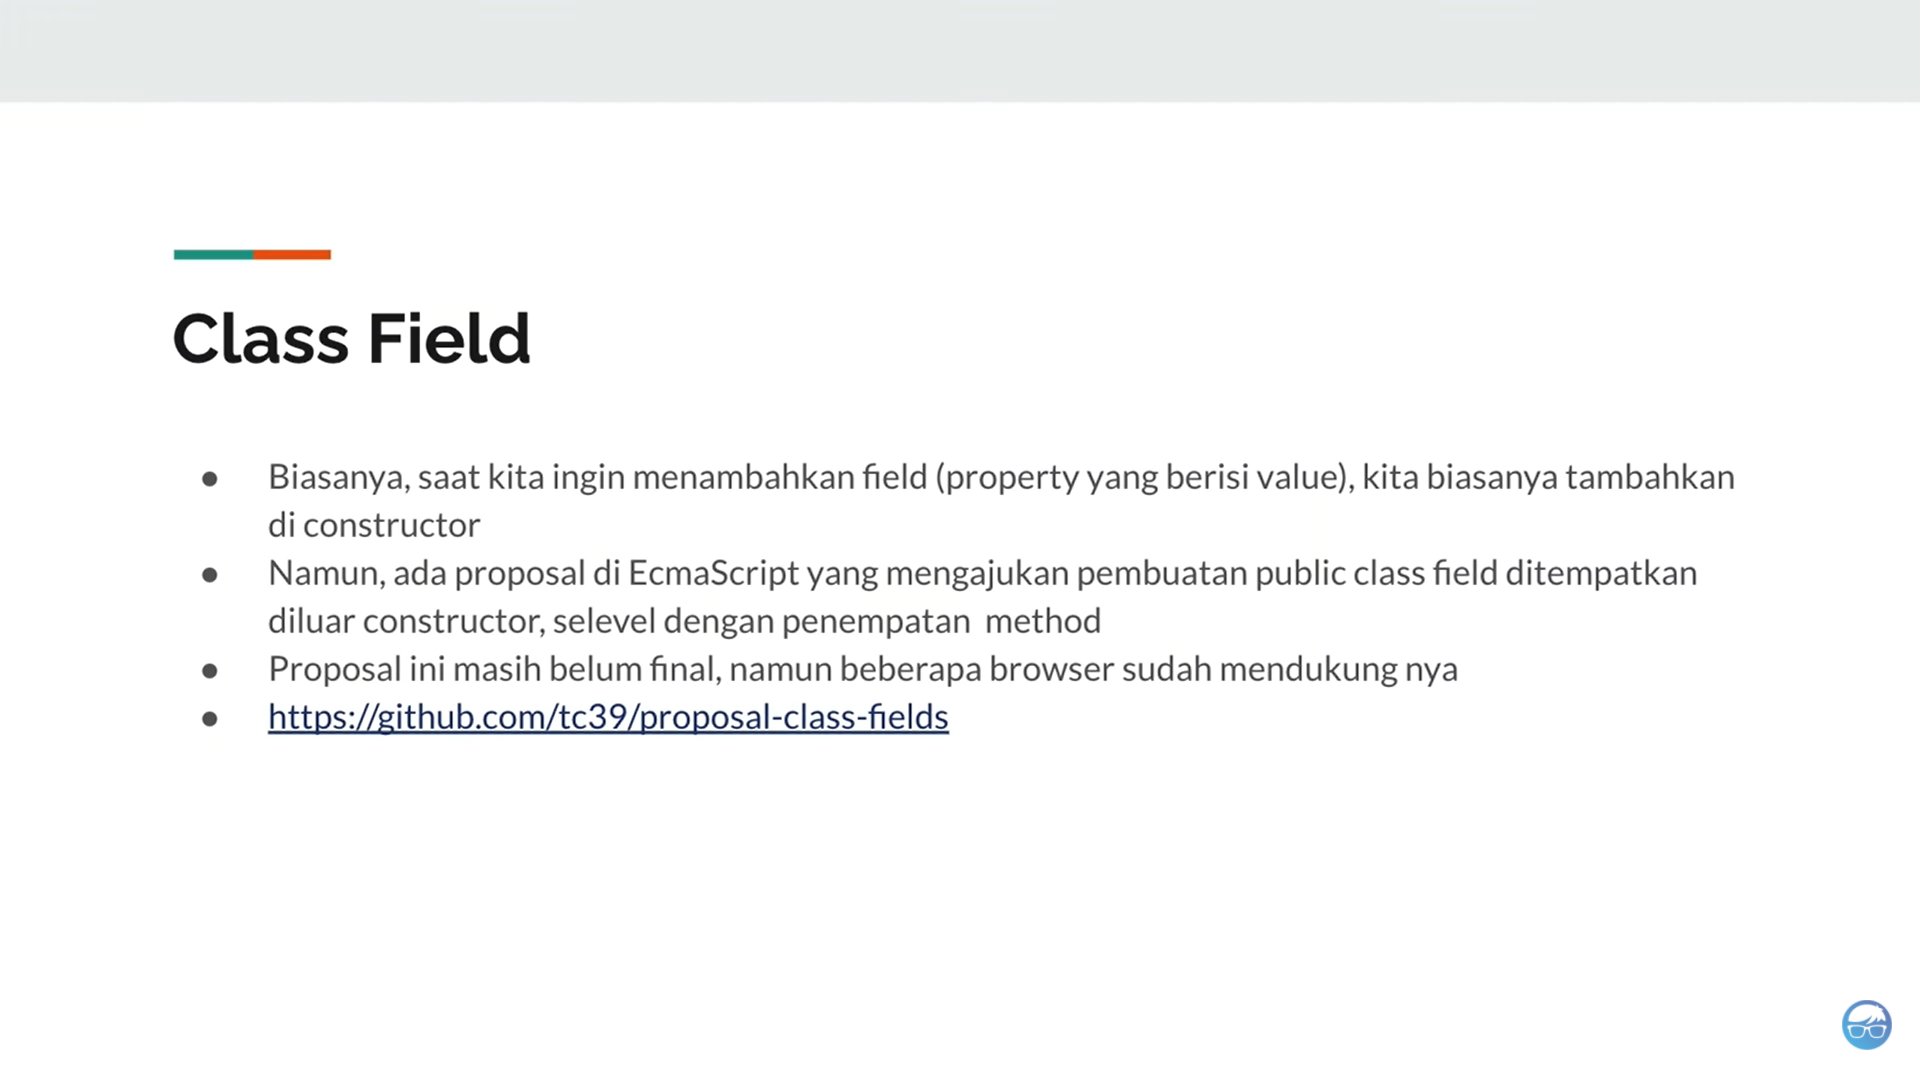 Class Field
● Biasanya, saat kita ingin menambahkan field (property yang berisi value), kita biasanya tambahkan
di constructor
● Namun, ada proposal di EcmaScript yang mengajukan pembuatan public class field ditempatkan
diluar constructor, selevel dengan penempatan  method
● Proposal ini masih belum final, namun beberapa browser sudah mendukung nya
● https://github.com/tc39/proposal-class-fields